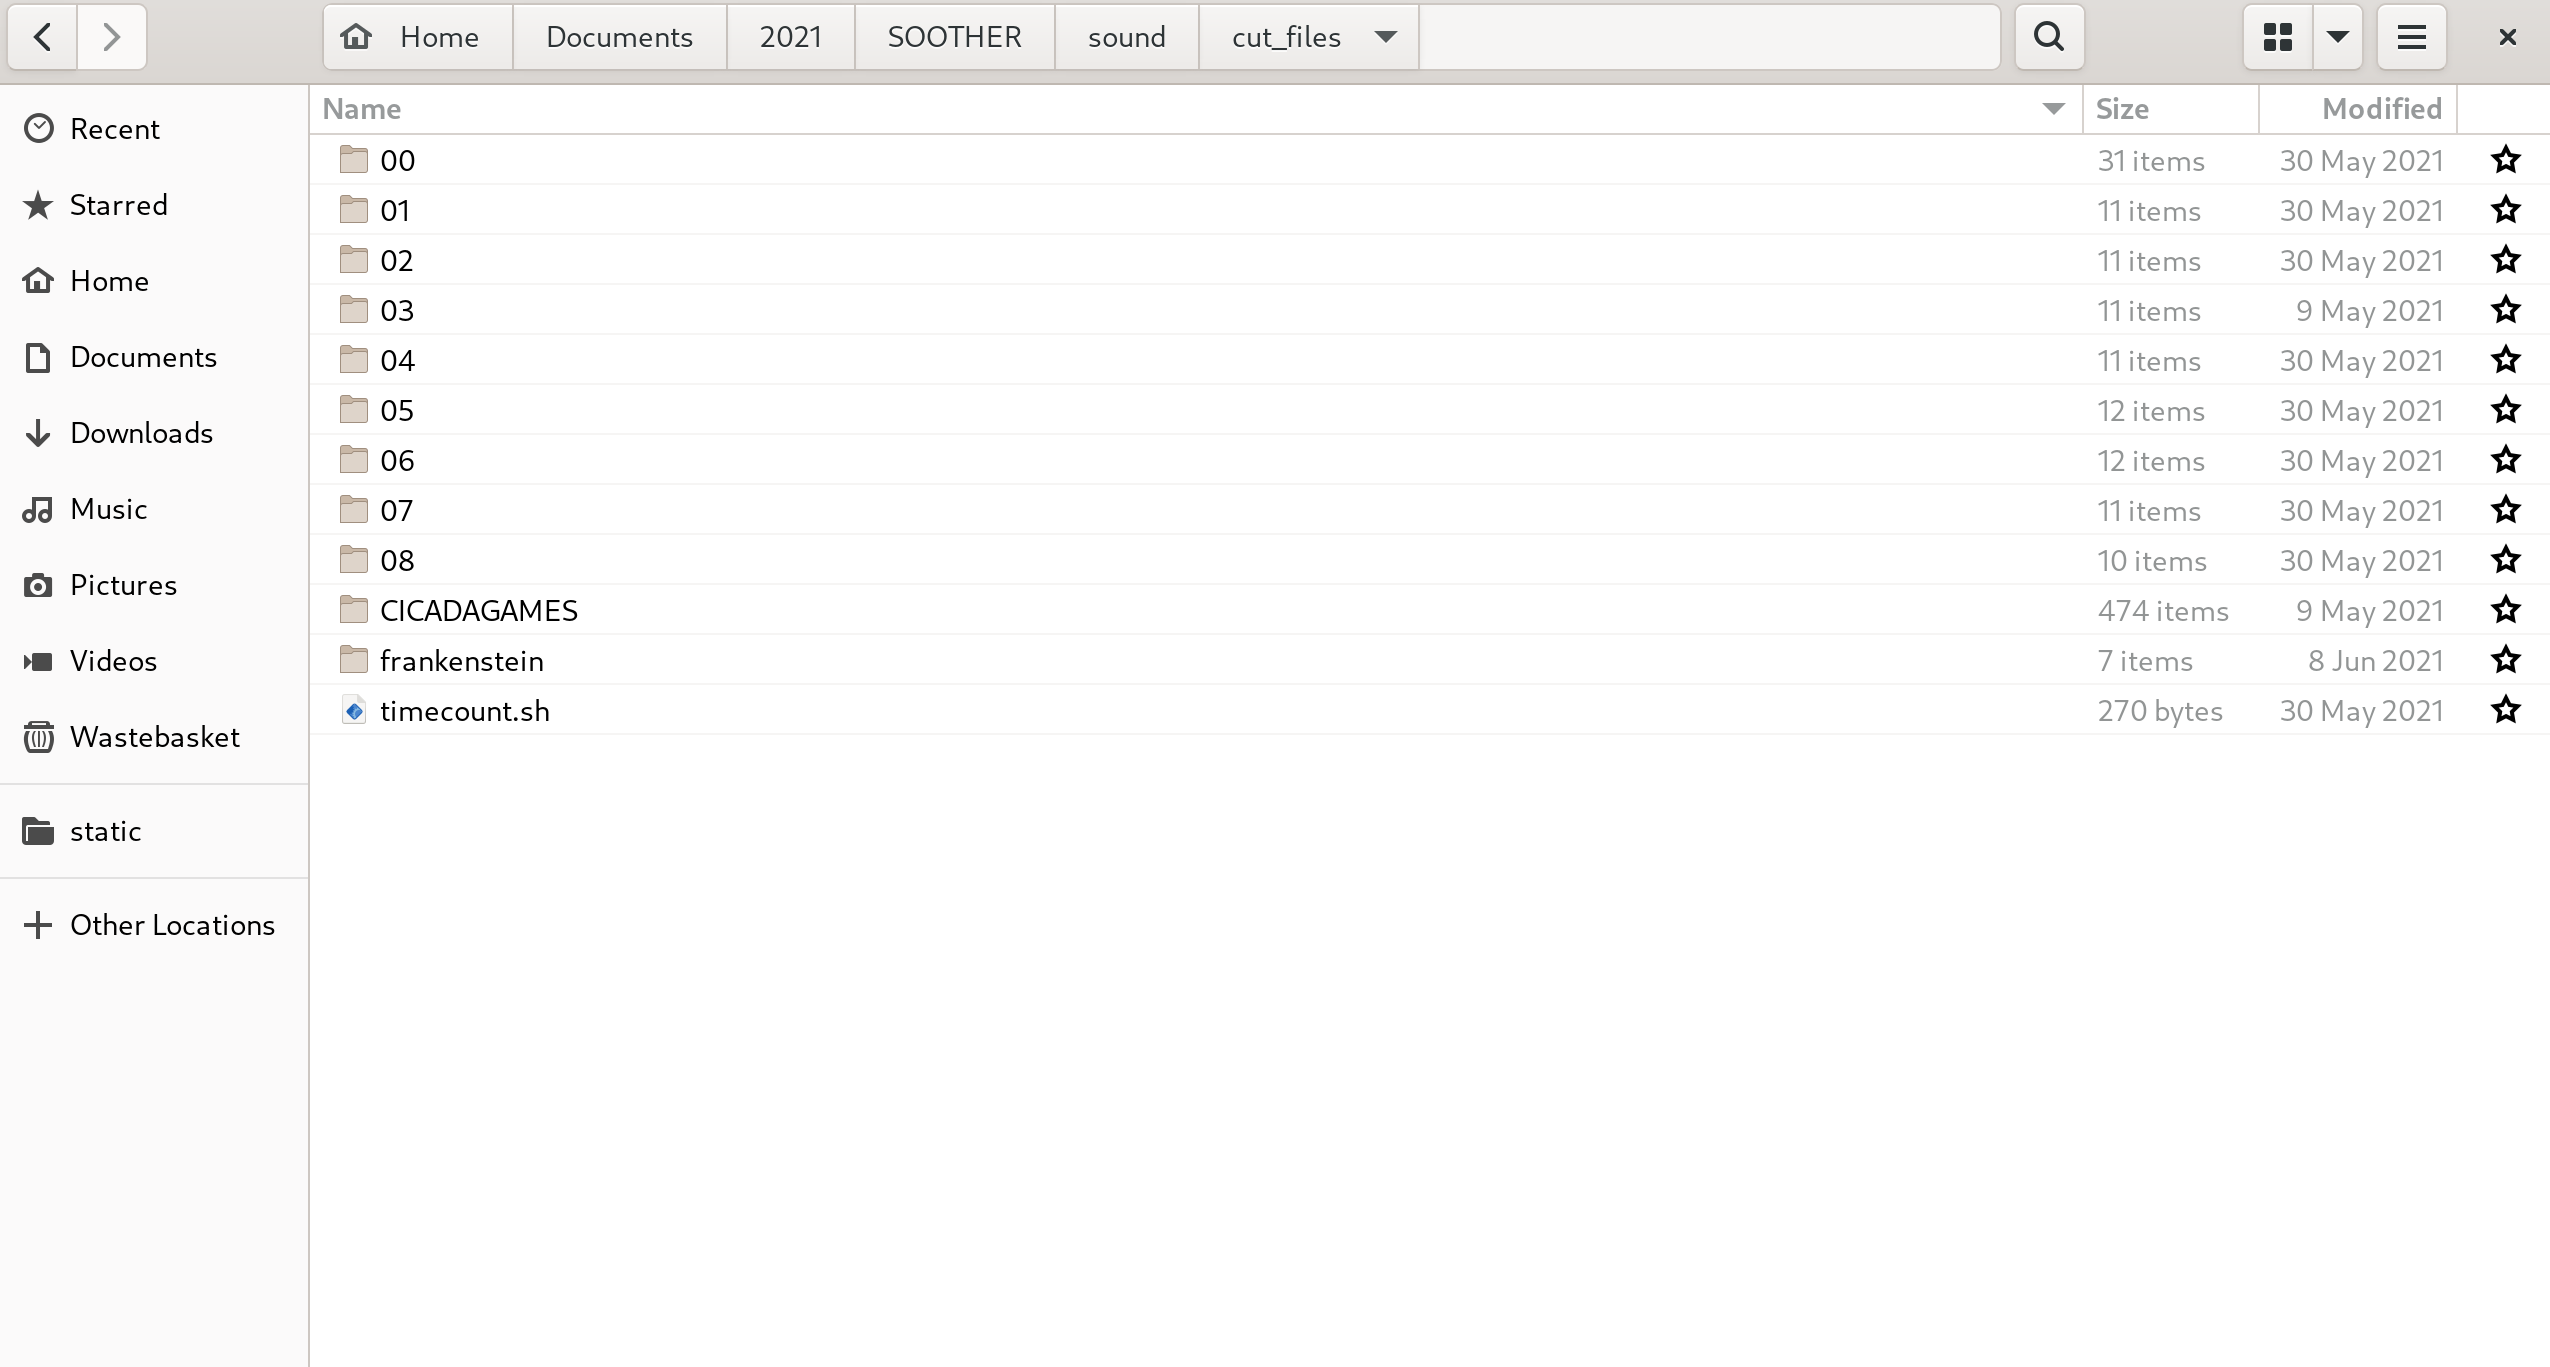 Home Documents 2021 SOOTHER sound cut_files
Recent
Starred
Home
Documents
Downloads
Music
Pictures
Videos
Wastebasket
static
Other Locations
Name Size Modified
00 31 items 30 May 2021
01 11 items 30 May 2021
02 11 items 30 May 2021
03 11 items 9 May 2021
04 11 items 30 May 2021
05 12 items 30 May 2021
06 12 items 30 May 2021
07 11 items 30 May 2021
08 10 items 30 May 2021
CICADAGAMES 474 items 9 May 2021
frankenstein 7 items 8 Jun 2021
timecount.sh 270 bytes 30 May 2021